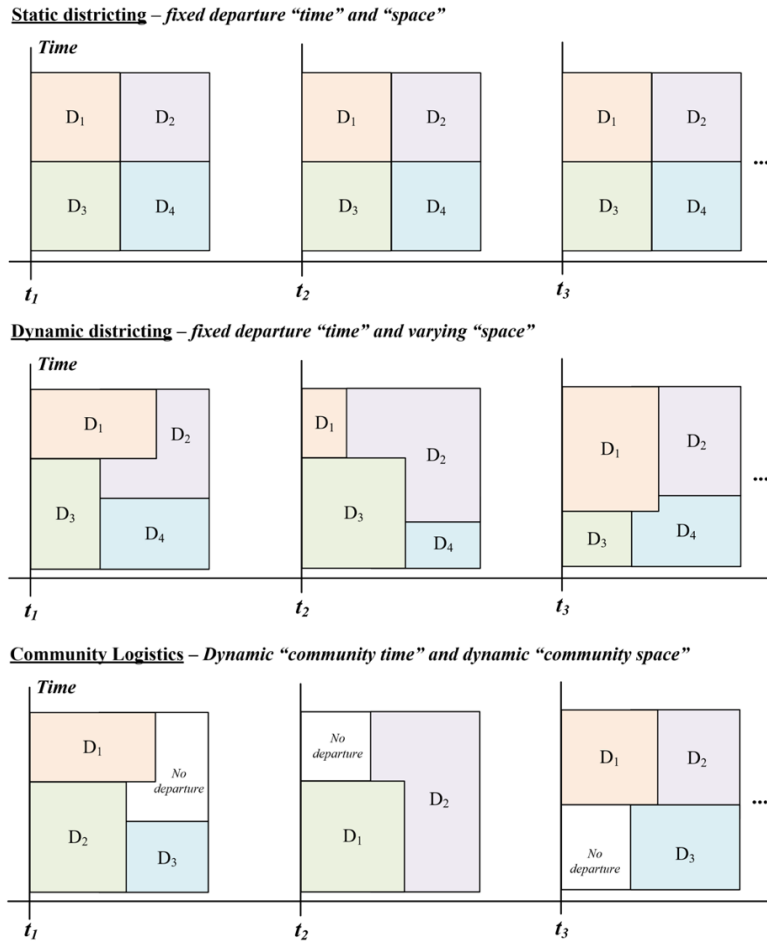 Static districting – fixed departure “time” and “space”
Time
D1 D2 D1 D2 D1 D2
...
D3 D4 D3 D4 D3 D4
t1 t2 t3
Dynamic districting – fixed departure “time” and varying “space”
Time
D1 D2 D1 D2 D1 D2
...
D3 D4 D3 D4 D3 D4
t1 t2 t3
Community Logistics – Dynamic “community time” and dynamic “community space”
Time
D1 No departure No departure D2 D1 D2
...
D2 D3 D1 No departure D3
t1 t2 t3